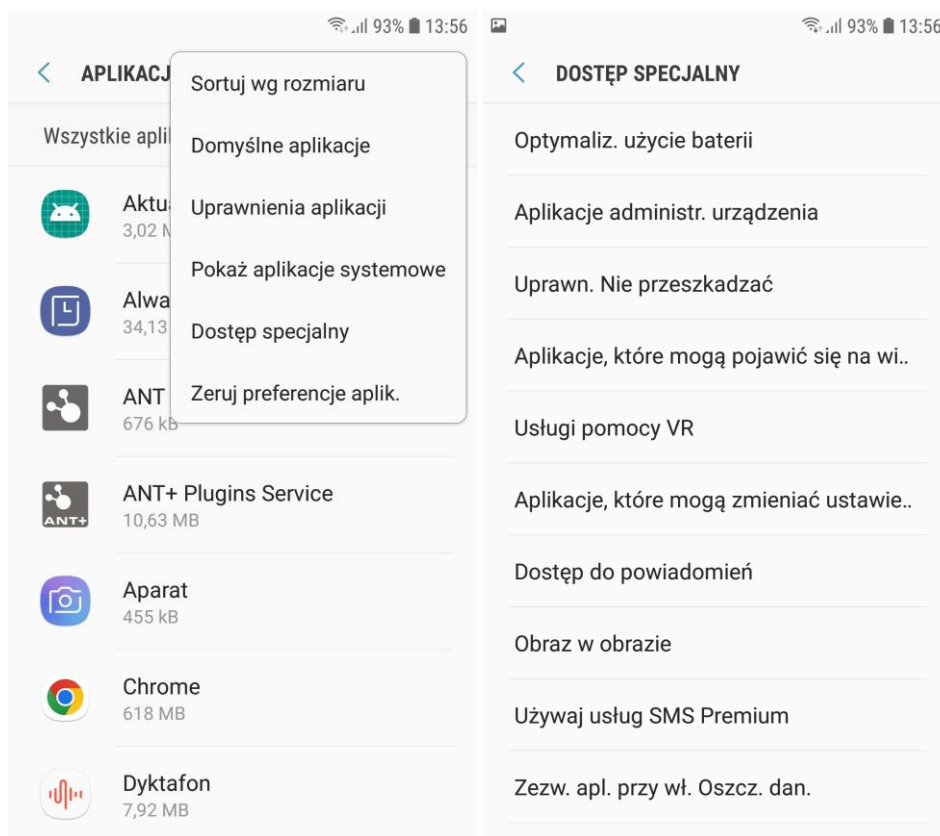 93% 13:56
APLIKACJ
Wszystkie apli
Sortuj wg rozmiaru
Domyślne aplikacje
Uprawnienia aplikacji
Pokaż aplikacje systemowe
Dostęp specjalny
Zeruj preferencje aplik.
Aktu
3,02
Alwa
34,13
ANT
676 kB
ANT+
ANT+ Plugins Service
10,63 MB
Aparat
455 kB
Chrome
618 MB
Dyktafon
7,92 MB
93% 13:56
DOSTĘP SPECJALNY
Optymaliz. użycie baterii
Aplikacje administr. urządzenia
Uprawn. Nie przeszkadzać
Aplikacje, które mogą pojawić się na wi..
Usługi pomocy VR
Aplikacje, które mogą zmieniać ustawie..
Dostęp do powiadomień
Obraz w obrazie
Używaj usług SMS Premium
Zezw. apl. przy wł. Oszcz. dan.